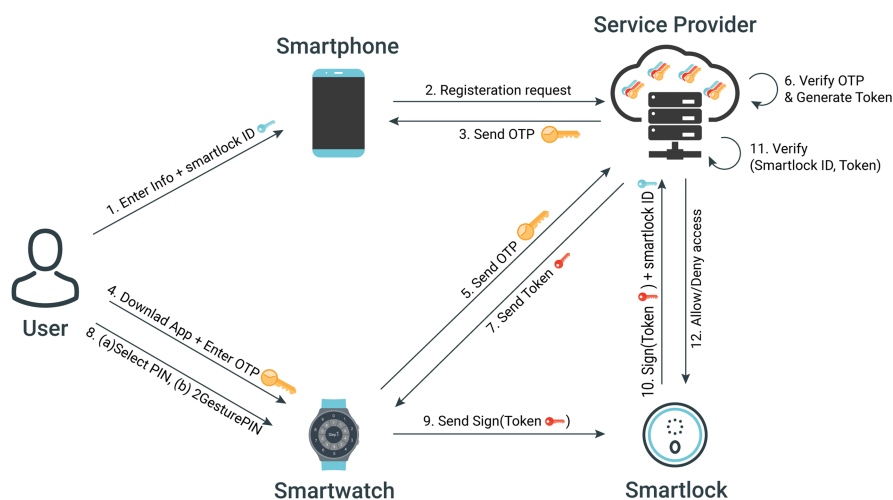 Service Provider
Smartphone
2. Registeration request
3. Send OTP
6. Verify OTP
& Generate Token
11. Verify
(Smartlock ID, Token)
1. Enter Info + smartlock ID
User
4. Downlad App + Enter OTP
8. (a)Select PIN, (b) 2GesturePIN
5. Send OTP
7. Send Token
10. Sign(Token ) + smartlock ID
12. Allow/Deny access
9. Send Sign(Token )
Smartwatch
Smartlock